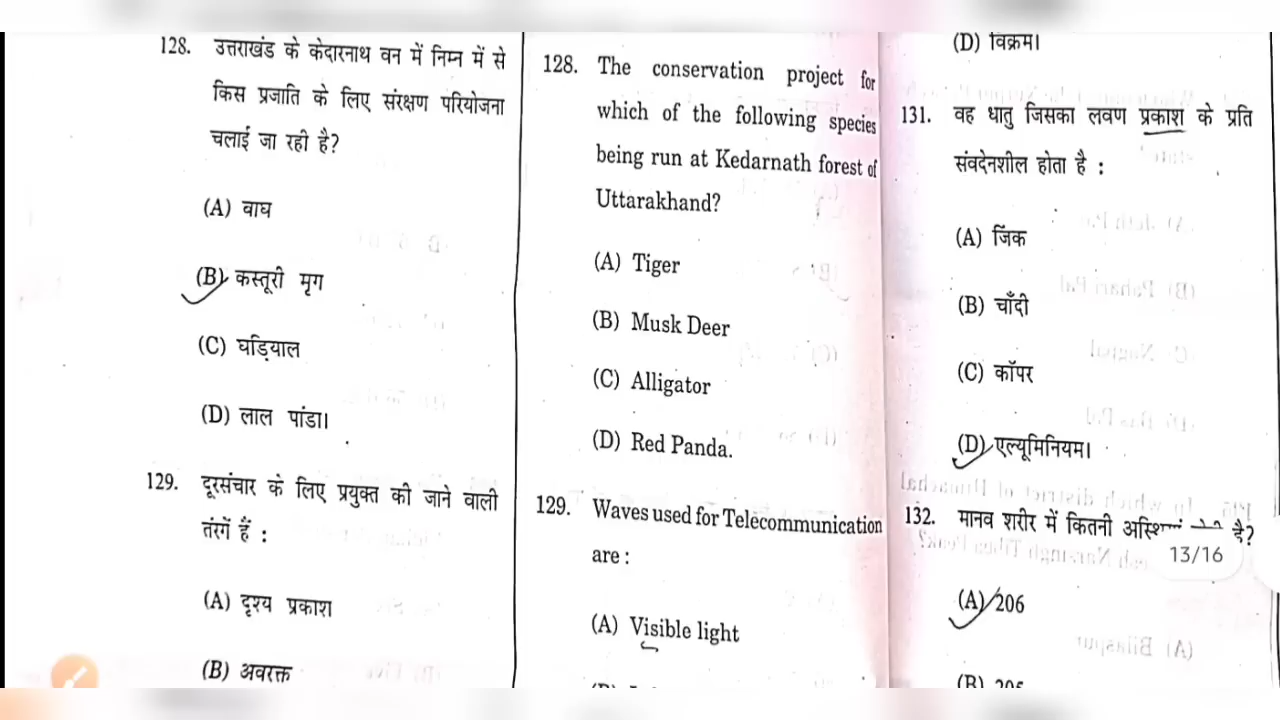 128. उत्तराखंड के केदारनाथ वन में निम्न में से
किस प्रजाति के लिए संरक्षण परियोजना
चलाई जा रही है?
(A) वाघ
(B) कस्तूरी मृग
(C) घड़ियाल
(D) लाल पांडा।
129. दूरसंचार के लिए प्रयुक्त की जाने वाली
तंरगें हैं :
(A) दृश्य प्रकाश
(B) अवरक्त
128. The conservation project for
which of the following species
being run at Kedarnath forest of
Uttarakhand?
(A) Tiger
(B) Musk Deer
(C) Alligator
(D) Red Panda.
129. Waves used for Telecommunication
are :
(A) Visible light
(D) विक्रम।
131. वह धातु जिसका लवण प्रकाश के प्रति
संवदेनशील होता है :
(A) जिंक
(B) चाँदी
(C) कॉपर
(D) एल्यूमिनियम।
132. मानव शरीर में कितनी है?
13/16
(A) 206